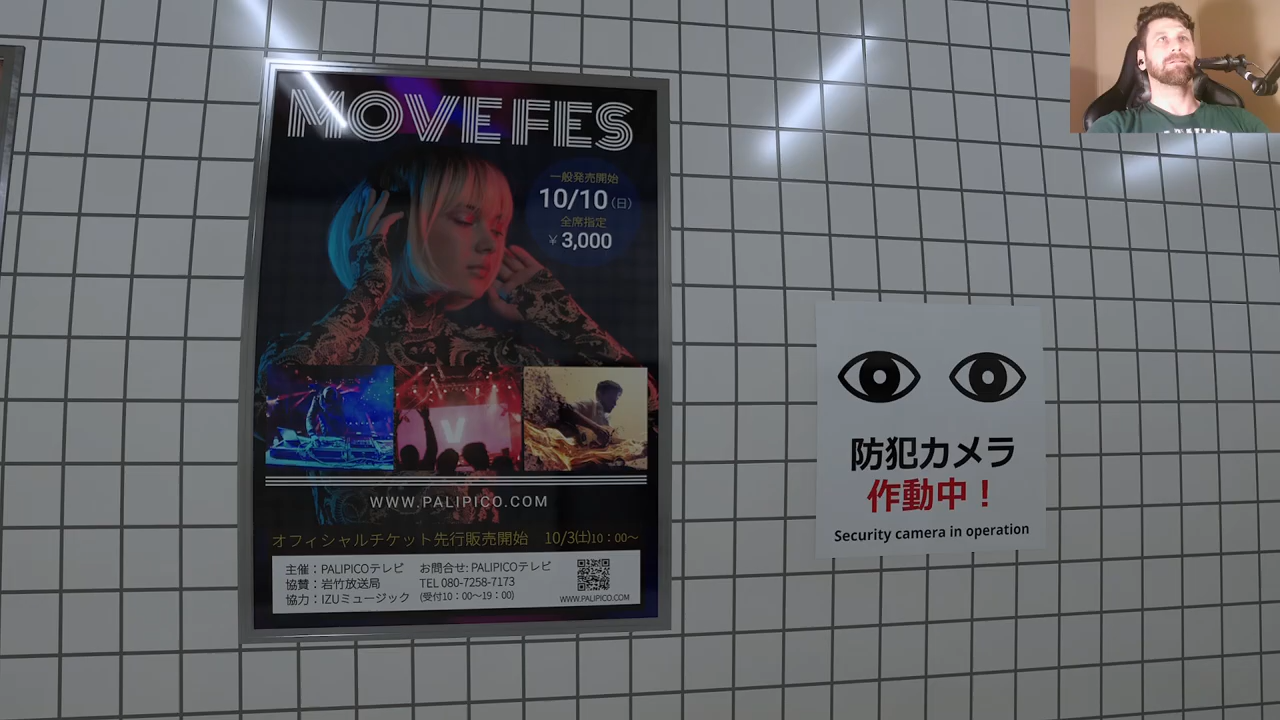 MOVE FES
一般発売開始
10/10(日)
全席指定
¥3,000
V
WWW.PALIPICO.COM
オフィシャルチケット先行販売開始 10/3(土)10:00～
主催：PALIPICOテレビ
協賛：岩竹放送局
協力：IZUミュージック
お問合せ: PALIPICOテレビ
TEL 080-7258-7173
(受付10：00～19：00)
WWW.PALIPICO.COM
防犯カメラ
作動中！
Security camera in operation